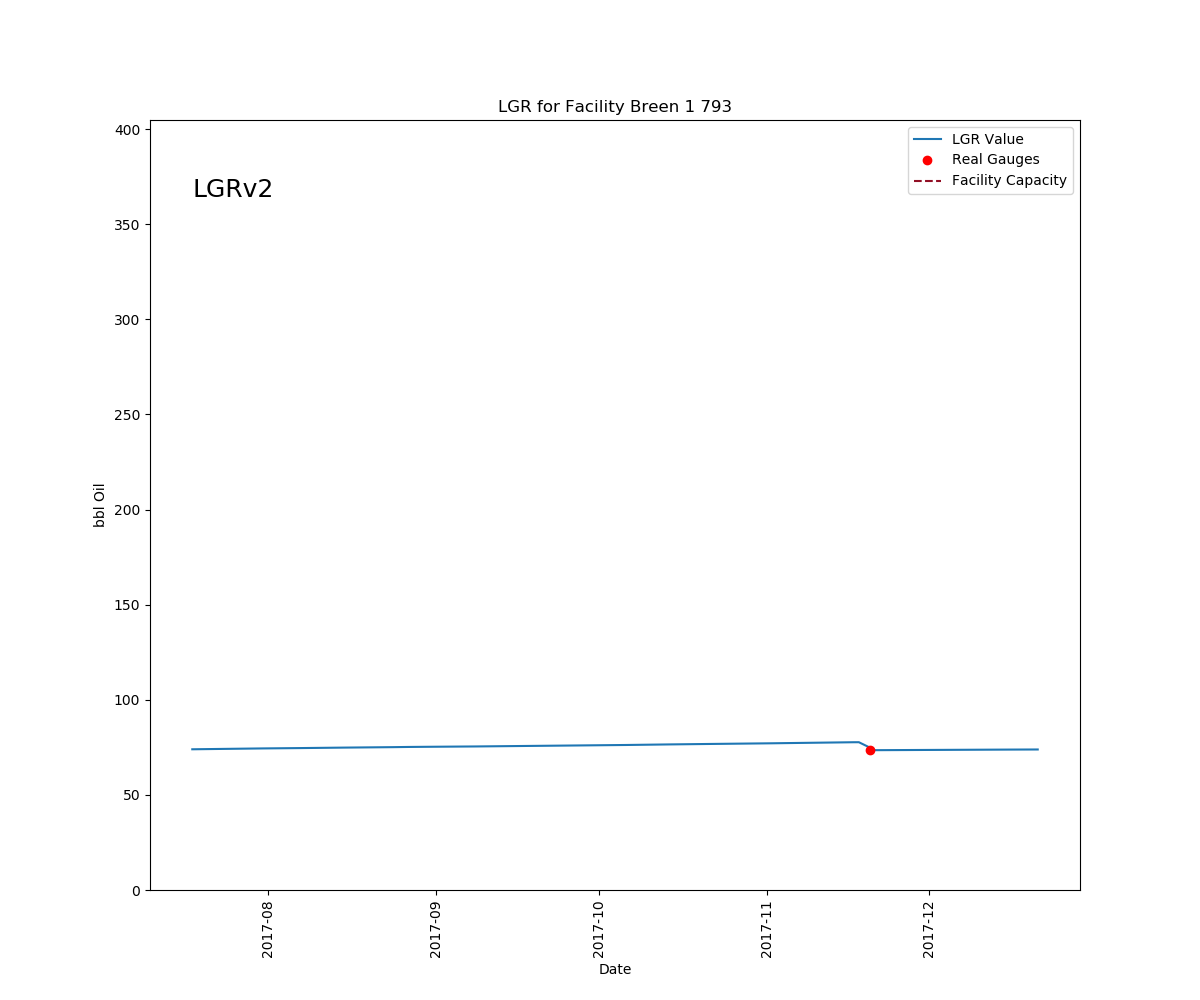 LGR for Facility Breen 1 793
LGRv2
LGR Value
Real Gauges
Facility Capacity
400
350
300
250
200
150
100
50
0
bbl Oil
2017-08
2017-09
2017-10
2017-11
2017-12
Date